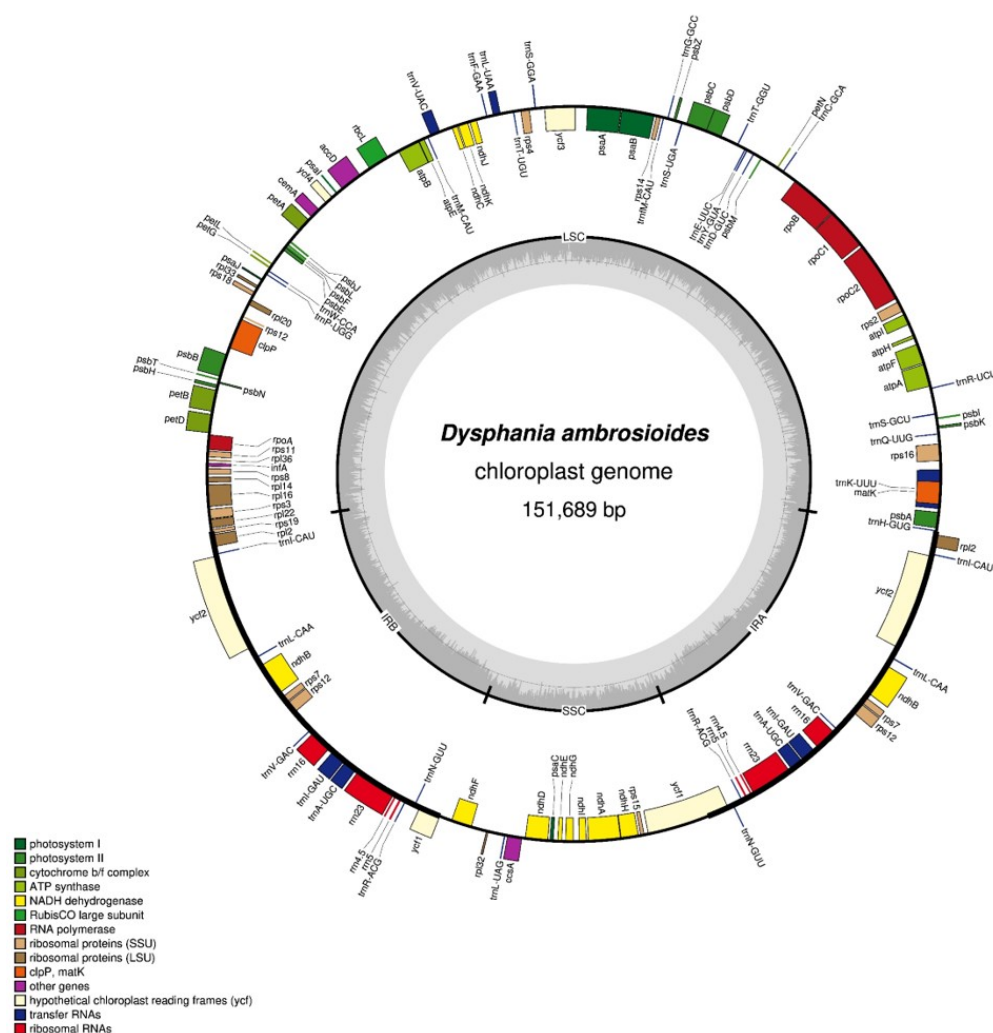 Dysphania ambrosioides
chloroplast genome
151,689 bp
LSC
IRA
SSC
IRB
trnG-GCC
psbZ
psbC
psbD
trnT-GGU
petN
trnC-GCA
trnL-UAA
trnF-GAA
trnS-GGA
trnV-UAC
rbcL
accD
psaI
ycf4
cemA
petA
petL
petG
psaJ
rpl33
rps18
rpl20
rps12
clpP
psbB
psbT
psbH
psbN
petB
petD
rpoA
rps11
rpl36
infA
rps8
rpl14
rpl16
rps3
rpl22
rps19
rpl2
trnI-CAU
ycf2
trnL-CAA
ndhB
rps7
rps12
trnV-GAC
rrn16
trnI-GAU
trnA-UGC
rrn23
rrn4.5
rrn5
trnR-ACG
trnN-GUU
ycf1
ndhF
rpl32
trnL-UAG
ccsA
ndhD
psaC
ndhE
ndhG
ndhI
ndhA
ndhH
rps15
ycf1
trnN-GUU
trnR-ACG
rrn5
rrn4.5
rrn23
trnA-UGC
trnI-GAU
rrn16
trnV-GAC
rps12
rps7
ndhB
trnL-CAA
ycf2
trnI-CAU
rpl2
trnH-GUG
psbA
matK
trnK-UUU
rps16
trnQ-UUG
psbK
psbI
trnS-GCU
trnR-UCU
atpA
atpF
atpH
atpI
rps2
rpoC2
rpoC1
rpoB
psbM
trnD-GUC
trnY-GUA
trnE-UUC
trnS-UGA
trnfM-CAU
rps14
psaB
psaA
ycf3
rps4
trnT-UGU
ndhJ
ndhK
ndhC
trnM-CAU
atpE
atpB
psbJ
psbL
psbF
psbE
trnW-CCA
trnP-UGG
photosystem I
photosystem II
cytochrome b/f complex
ATP synthase
NADH dehydrogenase
RubisCO large subunit
RNA polymerase
ribosomal proteins (SSU)
ribosomal proteins (LSU)
clpP, matK
other genes
hypothetical chloroplast reading frames (ycf)
transfer RNAs
ribosomal RNAs